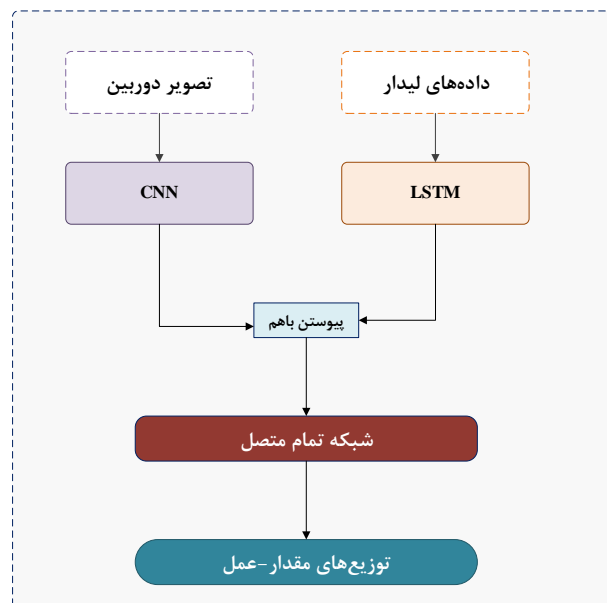 داده‌های لیدار
تصویر دوربین
LSTM
CNN
پیوستن باهم
شبکه تمام متصل
توزیع‌های مقدار-عمل